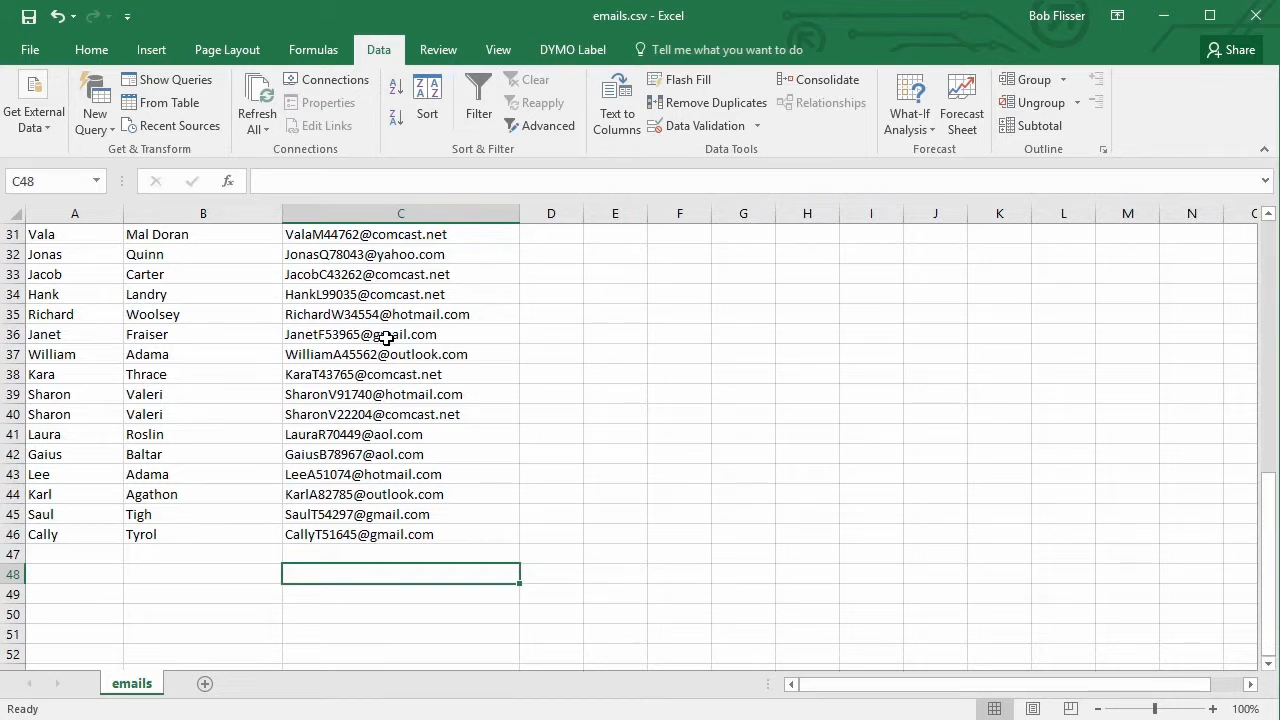 emails.csv - Excel
Bob Flisser
File Home Insert Page Layout Formulas Data Review View DYMO Label Tell me what you want to do Share
Get External Data
New Query
Show Queries
From Table
Recent Sources
Get & Transform
Refresh All
Connections
Properties
Edit Links
Connections
Sort
Filter
Clear
Reapply
Advanced
Sort & Filter
Text to Columns
Flash Fill
Remove Duplicates
Data Validation
Consolidate
Relationships
Data Tools
What-If Analysis
Forecast Sheet
Forecast
Group
Ungroup
Subtotal
Outline
C48 fx
A B C D E F G H I J K L M N
31 Vala Mal Doran ValaM44762@comcast.net
32 Jonas Quinn JonasQ78043@yahoo.com
33 Jacob Carter JacobC43262@comcast.net
34 Hank Landry HankL99035@comcast.net
35 Richard Woolsey RichardW34554@hotmail.com
36 Janet Fraiser JanetF53965@gmail.com
37 William Adama WilliamA45562@outlook.com
38 Kara Thrace KaraT43765@comcast.net
39 Sharon Valeri SharonV91740@hotmail.com
40 Sharon Valeri SharonV22204@comcast.net
41 Laura Roslin LauraR70449@aol.com
42 Gaius Baltar GaiusB78967@aol.com
43 Lee Adama LeeA51074@hotmail.com
44 Karl Agathon KarlA82785@outlook.com
45 Saul Tigh SaulT54297@gmail.com
46 Cally Tyrol CallyT51645@gmail.com
47
48
49
50
51
52
emails
Ready
100%